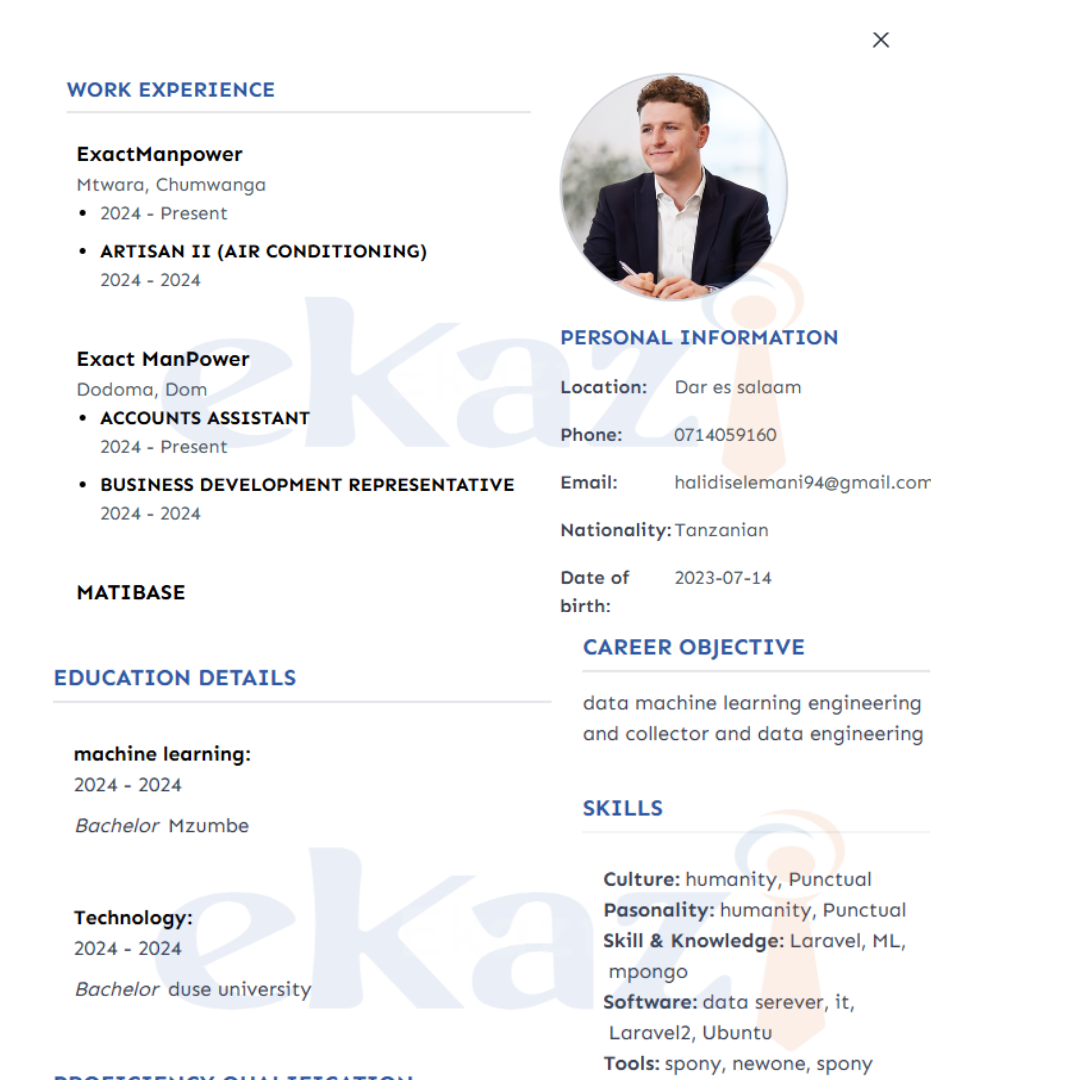 WORK EXPERIENCE
ExactManpower
Mtwara, Chumwanga
• 2024 - Present
• ARTISAN II (AIR CONDITIONING)
2024 - 2024
Exact ManPower
Dodoma, Dom
• ACCOUNTS ASSISTANT
2024 - Present
• BUSINESS DEVELOPMENT REPRESENTATIVE
2024 - 2024
MATIBASE
EDUCATION DETAILS
machine learning:
2024 - 2024
Bachelor Mzumbe
Technology:
2024 - 2024
Bachelor duse university
PROFICIENCY QUALIFICATION
PERSONAL INFORMATION
Location: Dar es salaam
Phone: 0714059160
Email: halidiselemani94@gmail.com
Nationality: Tanzanian
Date of 2023-07-14
birth:
CAREER OBJECTIVE
data machine learning engineering
and collector and data engineering
SKILLS
Culture: humanity, Punctual
Pasonality: humanity, Punctual
Skill & Knowledge: Laravel, ML,
mpongo
Software: data serever, it,
Laravel2, Ubuntu
Tools: spony, newone, spony
ekazi
ekazi